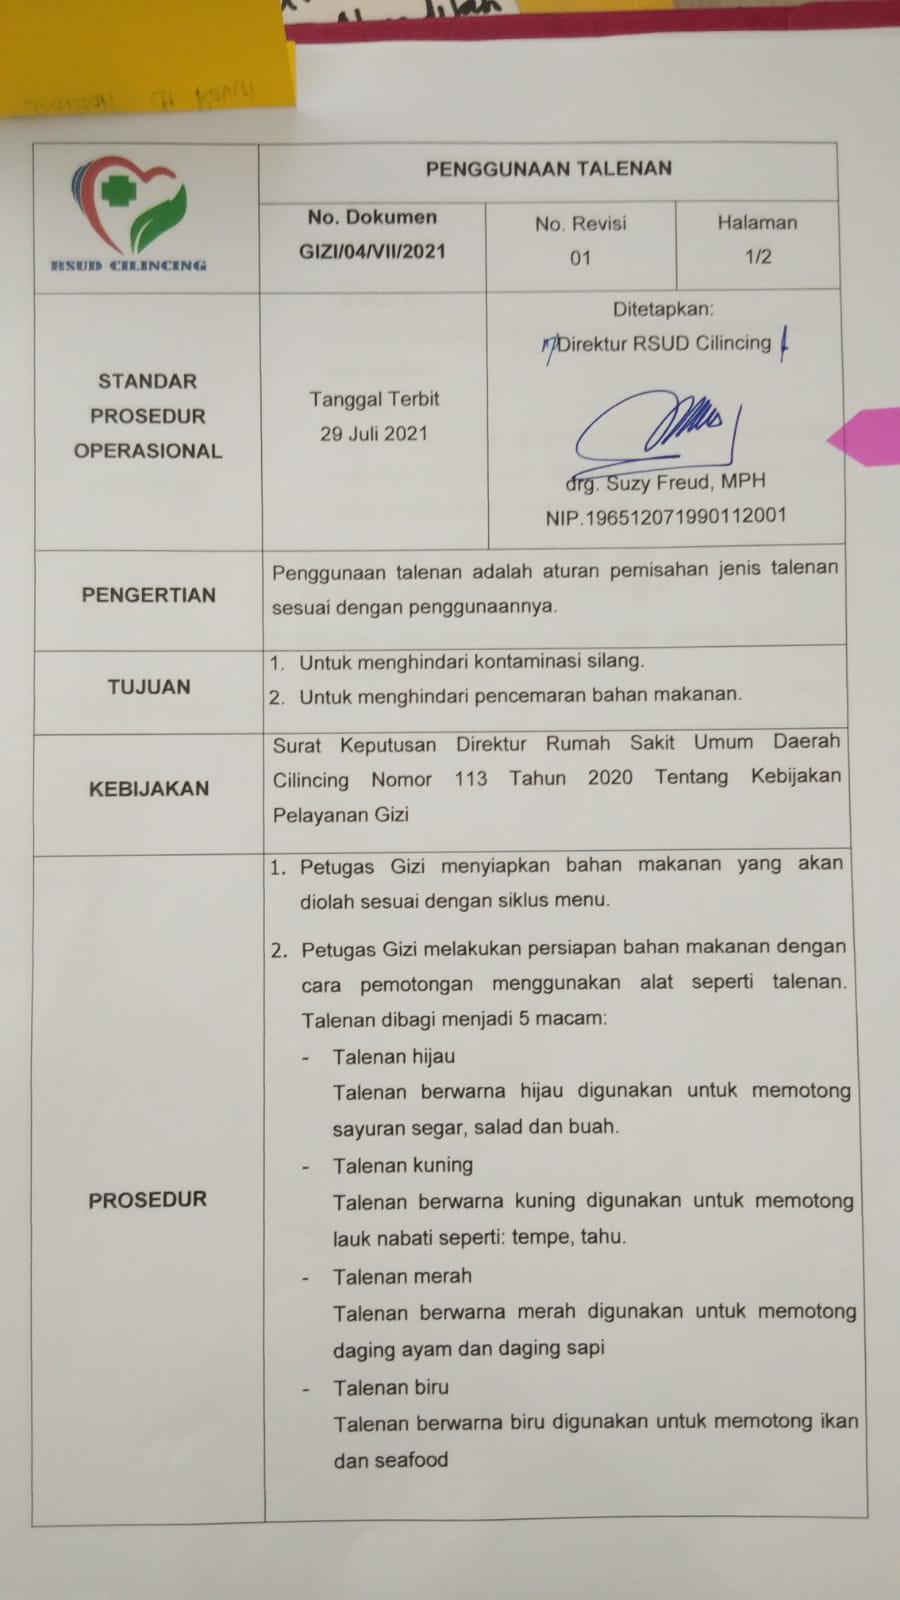 RSUD CILINCING
PENGGUNAAN TALENAN
No. Dokumen
GIZI/04/VII/2021
No. Revisi
01
Halaman
1/2
STANDAR
PROSEDUR
OPERASIONAL
Tanggal Terbit
29 Juli 2021
Ditetapkan:
Direktur RSUD Cilincing
drg. Suzy Freud, MPH
NIP.196512071990112001
PENGERTIAN
Penggunaan talenan adalah aturan pemisahan jenis talenan
sesuai dengan penggunaannya.
TUJUAN
1. Untuk menghindari kontaminasi silang.
2. Untuk menghindari pencemaran bahan makanan.
KEBIJAKAN
Surat Keputusan Direktur Rumah Sakit Umum Daerah
Cilincing Nomor 113 Tahun 2020 Tentang Kebijakan
Pelayanan Gizi
PROSEDUR
1. Petugas Gizi menyiapkan bahan makanan yang akan
diolah sesuai dengan siklus menu.
2. Petugas Gizi melakukan persiapan bahan makanan dengan
cara pemotongan menggunakan alat seperti talenan.
Talenan dibagi menjadi 5 macam:
- Talenan hijau
Talenan berwarna hijau digunakan untuk memotong
sayuran segar, salad dan buah.
- Talenan kuning
Talenan berwarna kuning digunakan untuk memotong
lauk nabati seperti: tempe, tahu.
- Talenan merah
Talenan berwarna merah digunakan untuk memotong
daging ayam dan daging sapi
- Talenan biru
Talenan berwarna biru digunakan untuk memotong ikan
dan seafood